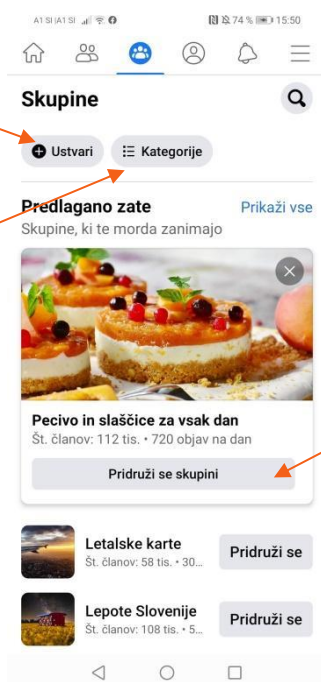 A1 SI |A1 SI 74 % 15:50
Skupine
Ustvari Kategorije
Predlagano zate Prikaži vse
Skupine, ki te morda zanimajo
Pecivo in slaščice za vsak dan
Št. članov: 112 tis. • 720 objav na dan
Pridruži se skupini
Letalske karte
Št. članov: 58 tis. • 30...
Pridruži se
Lepote Slovenije
Št. članov: 108 tis. • 5...
Pridruži se